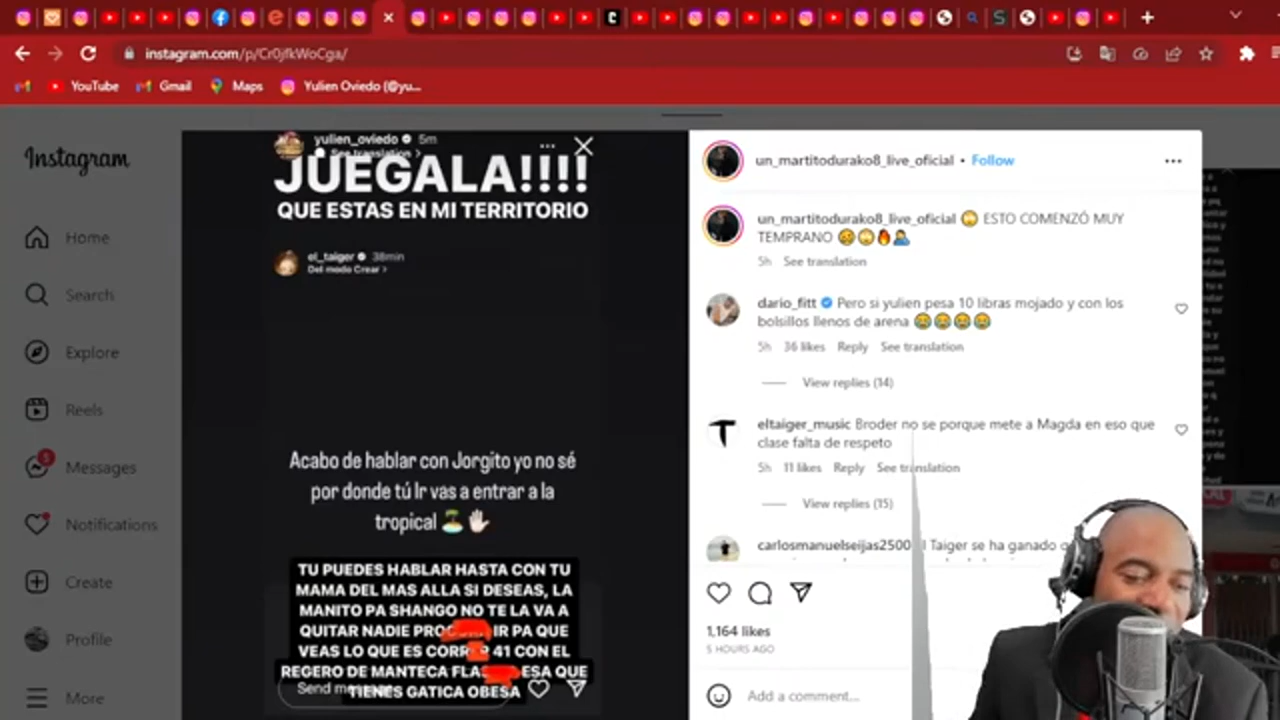 instagram.com/p/Cr0jfkWoCga/
YouTube
Gmail
Maps
Yulien Oviedo (@yu...
Instagram
Home
Search
Explore
Reels
5
Messages
Notifications
Create
Profile
More
yulien_oviedo 5m
See translation >
JUEGALA!!!!
QUE ESTAS EN MI TERRITORIO
el_taiger 38min
Del modo Crear >
Acabo de hablar con Jorgito yo no sé
por donde tú Ir vas a entrar a la
tropical
TU PUEDES HABLAR HASTA CON TU
MAMA DEL MAS ALLA SI DESEAS, LA
MANITO PA SHANGO NO TE LA VA A
QUITAR NADIE IR PA QUE
VEAS LO QUE ES 41 CON EL
REGERO DE MANTECA ESA QUE
TIENES GATICA OBESA
Send
un_martitodurako8_live_oficial • Follow
un_martitodurako8_live_oficial 🙄 ESTO COMENZÓ MUY
TEMPRANO
5h See translation
dario_fitt Pero si yulien pesa 10 libras mojado y con los
bolsillos llenos de arena 😭😭😭😭
5h 36 likes Reply See translation
View replies (14)
eltaiger_music Broder no se porque mete a Magda en eso que
clase falta de respeto
5h 11 likes Reply See translation
View replies (15)
carlosmanuelseijas2500 Taiger se ha ganado
1,164 likes
5 HOURS AGO
Add a comment...